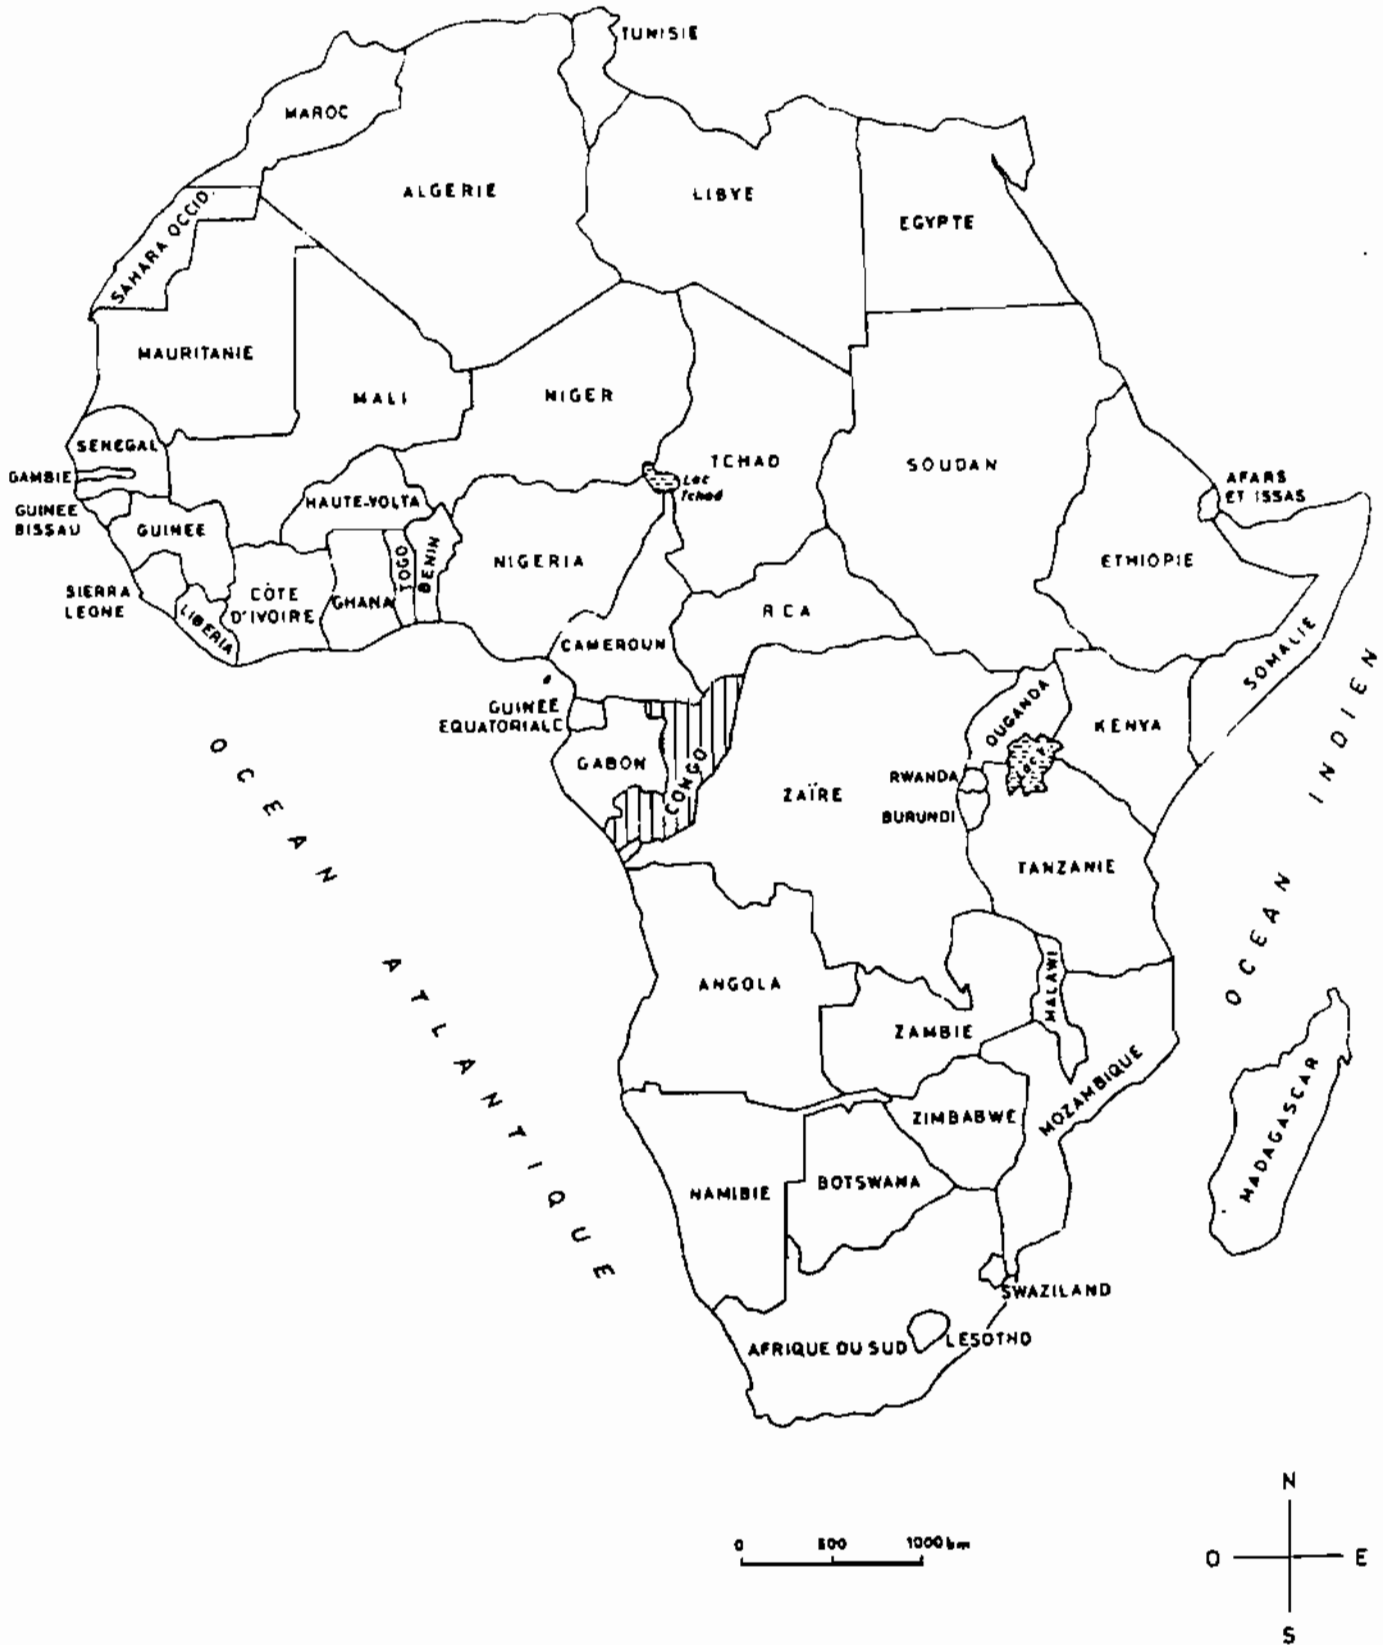 TUNISIE
MAROC
ALGERIE
LIBYE
EGYPTE
SAHARA OCCID.
MAURITANIE
MALI
NIGER
TCHAD
SOUDAN
SENEGAL
GAMBIE
Lac
Tchad
AFARS
ET ISSAS
HAUTE-VOLTA
GUINEE
BISSAU
GUINEE
NIGERIA
ETHIOPIE
TOGO
BENIN
SIERRA
LEONE
LIBERIA
CÔTE
D'IVOIRE
GHANA
RCA
CAMEROUN
SOMALIE
GUINEE
EQUATORIALE
OUGANDA
KENYA
GABON
CONGO
ZAÏRE
RWANDA
BURUNDI
TANZANIE
OCEAN INDIEN
OCEAN ATLANTIQUE
ANGOLA
MALAWI
ZAMBIE
MOZAMBIQUE
MADAGASCAR
ZIMBABWE
NAMIBIE
BOTSWANA
SWAZILAND
AFRIQUE DU SUD
LESOTHO
N
0 500 1000 km
O E
S